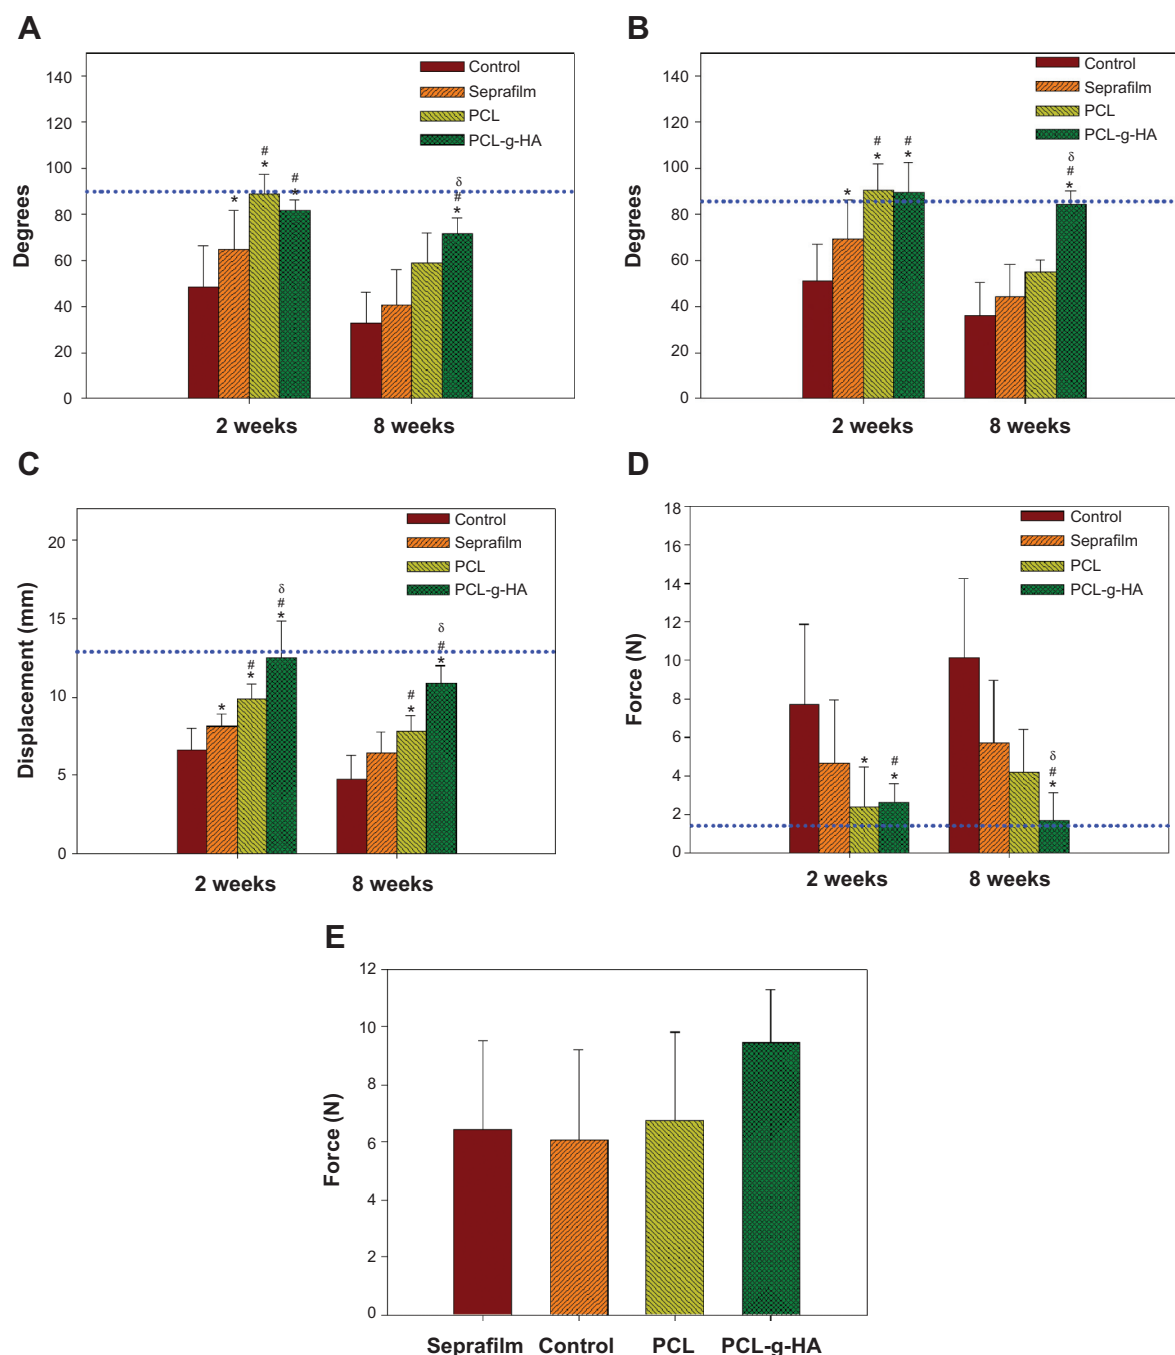 A
Degrees
140
120
100
80
60
40
20
0
Control
Seprafilm
PCL
PCL-g-HA
*
#
*
#
*
δ
#
*
2 weeks
8 weeks
B
Degrees
140
120
100
80
60
40
20
0
Control
Seprafilm
PCL
PCL-g-HA
*
#
*
#
*
δ
#
*
2 weeks
8 weeks
C
Displacement (mm)
20
15
10
5
0
Control
Seprafilm
PCL
PCL-g-HA
*
#
*
δ
#
*
#
*
δ
#
*
2 weeks
8 weeks
D
Force (N)
18
16
14
12
10
8
6
4
2
0
Control
Seprafilm
PCL
PCL-g-HA
*
#
*
δ
#
*
2 weeks
8 weeks
E
Force (N)
12
10
8
6
4
2
0
Seprafilm
Control
PCL
PCL-g-HA